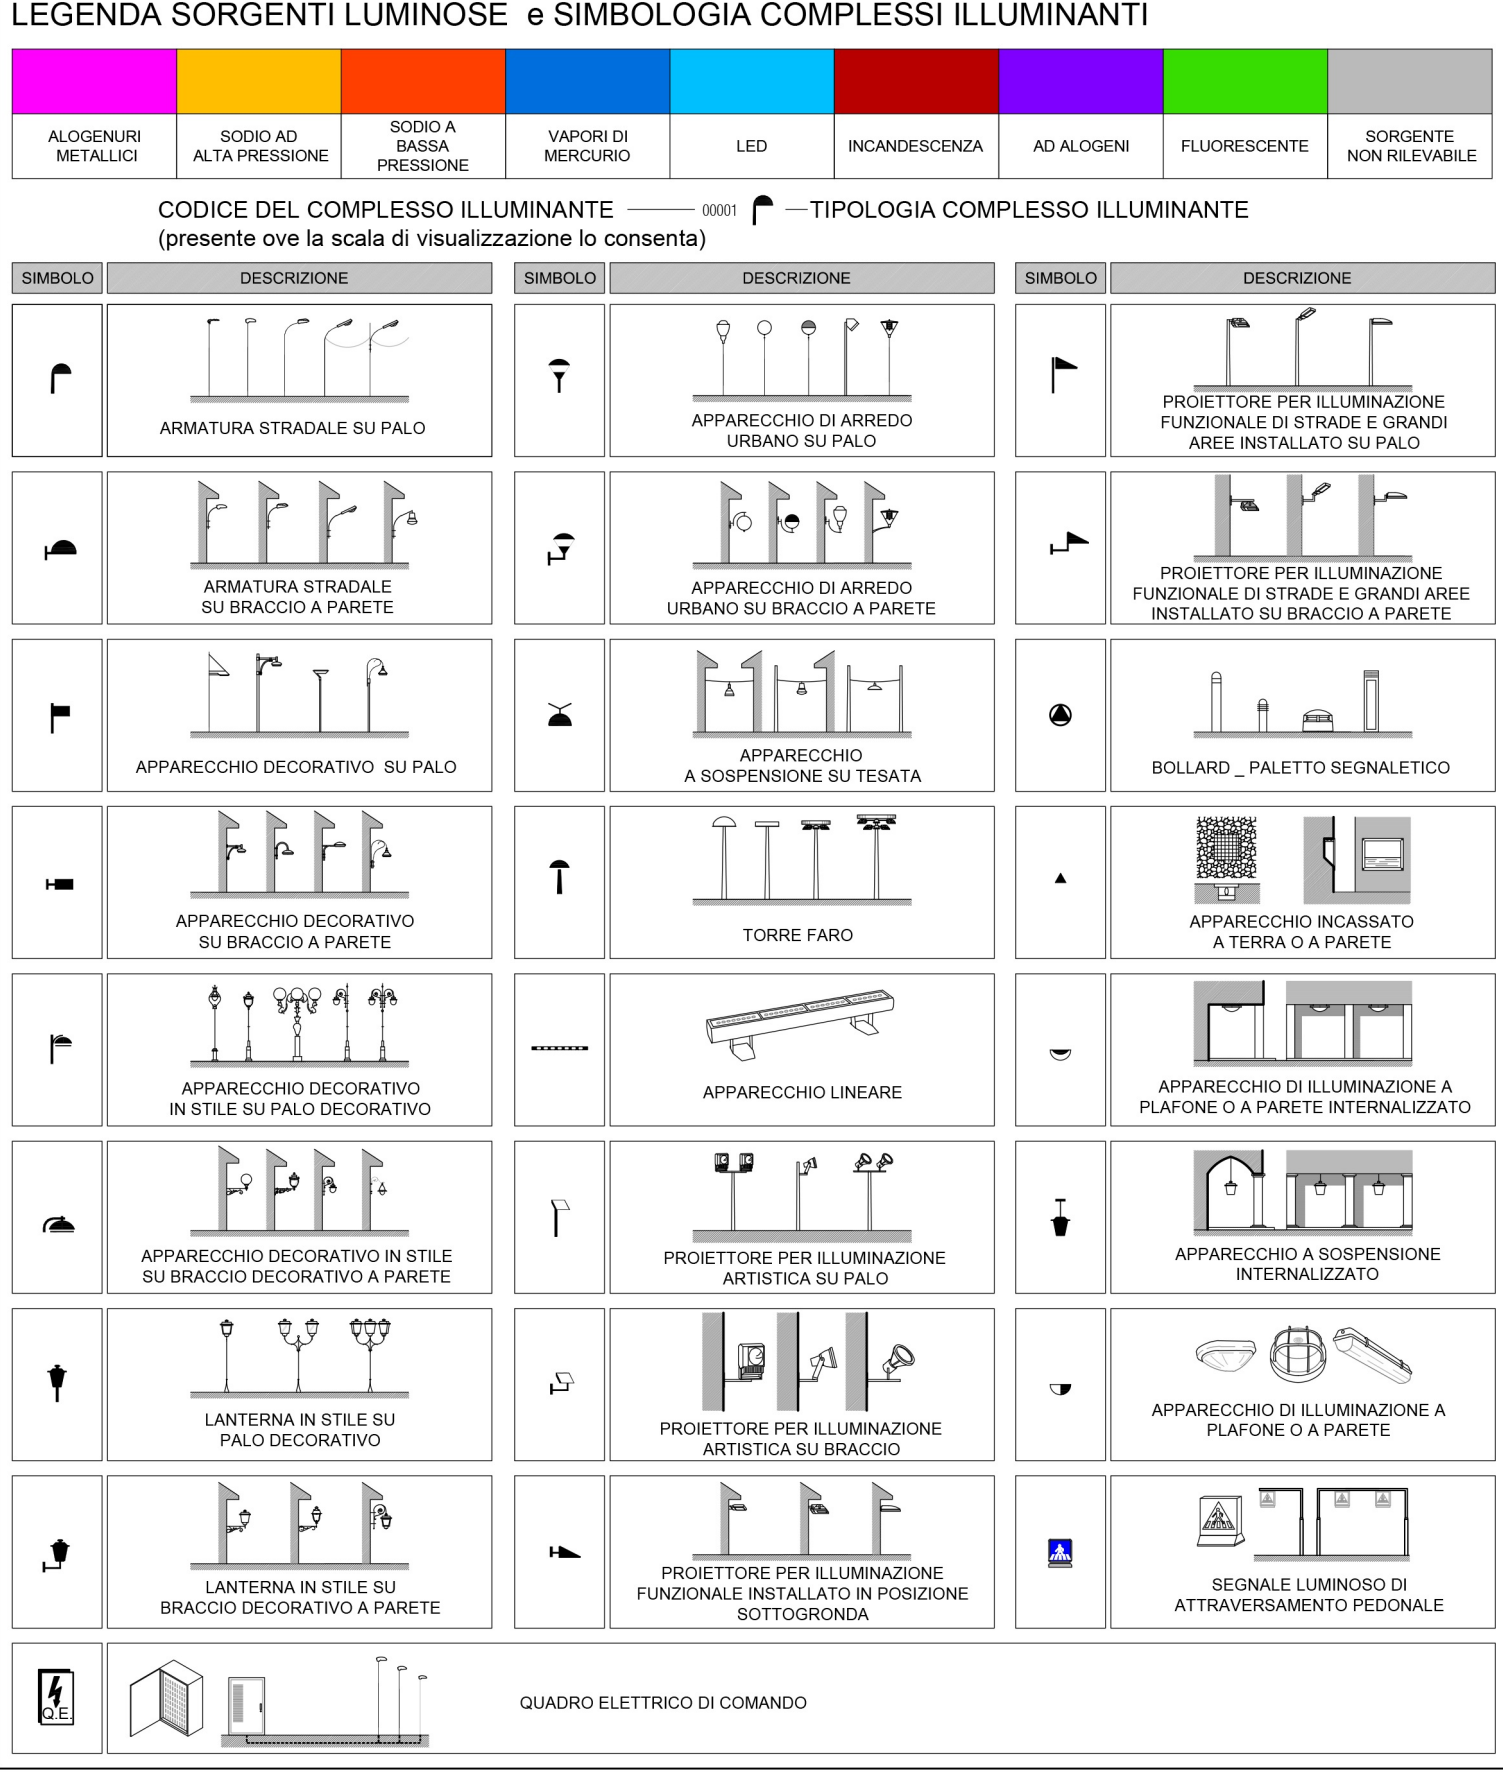 LEGENDA SORGENTI LUMINOSE e SIMBOLOGIA COMPLESSI ILLUMINANTI
ALOGENURI
METALLICI
SODIO AD
ALTA PRESSIONE
SODIO A
BASSA
PRESSIONE
VAPORI DI
MERCURIO
LED
INCANDESCENZA
AD ALOGENI
FLUORESCENTE
SORGENTE
NON RILEVABILE
CODICE DEL COMPLESSO ILLUMINANTE 00001 TIPOLOGIA COMPLESSO ILLUMINANTE
(presente ove la scala di visualizzazione lo consenta)
SIMBOLO DESCRIZIONE SIMBOLO DESCRIZIONE SIMBOLO DESCRIZIONE
ARMATURA STRADALE SU PALO
APPARECCHIO DI ARREDO
URBANO SU PALO
PROIETTORE PER ILLUMINAZIONE
FUNZIONALE DI STRADE E GRANDI
AREE INSTALLATO SU PALO
ARMATURA STRADALE
SU BRACCIO A PARETE
APPARECCHIO DI ARREDO
URBANO SU BRACCIO A PARETE
PROIETTORE PER ILLUMINAZIONE
FUNZIONALE DI STRADE E GRANDI AREE
INSTALLATO SU BRACCIO A PARETE
APPARECCHIO DECORATIVO SU PALO
APPARECCHIO
A SOSPENSIONE SU TESATA
BOLLARD _ PALETTO SEGNALETICO
APPARECCHIO DECORATIVO
SU BRACCIO A PARETE
TORRE FARO
APPARECCHIO INCASSATO
A TERRA O A PARETE
APPARECCHIO DECORATIVO
IN STILE SU PALO DECORATIVO
APPARECCHIO LINEARE
APPARECCHIO DI ILLUMINAZIONE A
PLAFONE O A PARETE INTERNALIZZATO
APPARECCHIO DECORATIVO IN STILE
SU BRACCIO DECORATIVO A PARETE
PROIETTORE PER ILLUMINAZIONE
ARTISTICA SU PALO
APPARECCHIO A SOSPENSIONE
INTERNALIZZATO
LANTERNA IN STILE SU
PALO DECORATIVO
PROIETTORE PER ILLUMINAZIONE
ARTISTICA SU BRACCIO
APPARECCHIO DI ILLUMINAZIONE A
PLAFONE O A PARETE
LANTERNA IN STILE SU
BRACCIO DECORATIVO A PARETE
PROIETTORE PER ILLUMINAZIONE
FUNZIONALE INSTALLATO IN POSIZIONE
SOTTOGRONDA
SEGNALE LUMINOSO DI
ATTRAVERSAMENTO PEDONALE
Q.E.
QUADRO ELETTRICO DI COMANDO